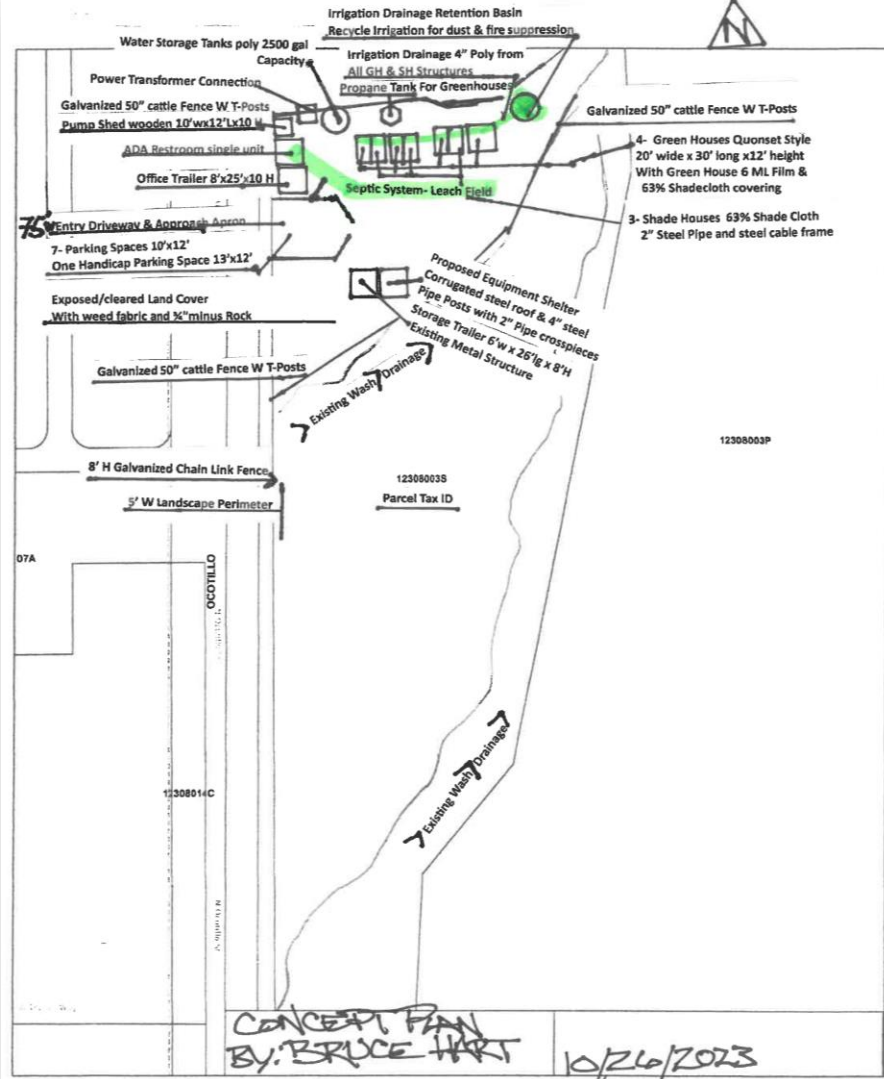 Irrigation Drainage Retention Basin
Recycle Irrigation for dust & fire suppression
N
Water Storage Tanks poly 2500 gal
Capacity
Irrigation Drainage 4" Poly from
All GH & SH Structures
Power Transformer Connection
Propane Tank For Greenhouses
Galvanized 50" cattle Fence W T-Posts
Pump Shed wooden 10'wx12'Lx10 H
Galvanized 50" cattle Fence W T-Posts
ADA Restroom single unit
4- Green Houses Quonset Style
20' wide x 30' long x12' height
With Green House 6 ML Film &
63% Shadecloth covering
Office Trailer 8'x25'x10 H
Septic System- Leach Field
3- Shade Houses 63% Shade Cloth
2" Steel Pipe and steel cable frame
75'
Entry Driveway & Approach Apron
7- Parking Spaces 10'x12'
One Handicap Parking Space 13'x12'
Proposed Equipment Shelter
Corrugated steel roof & 4" steel
Pipe Posts with 2" Pipe crosspieces
Storage Trailer 6'w x 26'lg x 8'H
Existing Metal Structure
Exposed/cleared Land Cover
With weed fabric and ¾"minus Rock
Galvanized 50" cattle Fence W T-Posts
Existing Wash Drainage
12308003P
8' H Galvanized Chain Link Fence
12308003S
Parcel Tax ID
5' W Landscape Perimeter
07A
OCOTILLO
Existing Wash Drainage
12308014C
CONCEPT PLAN
BY: BRUCE HART
10/26/2023